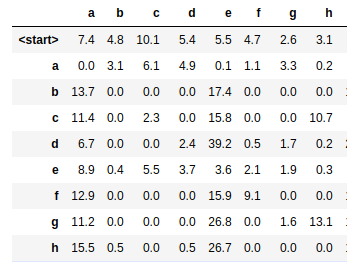 a b c d e f g h
<start> 7.4 4.8 10.1 5.4 5.5 4.7 2.6 3.1
a 0.0 3.1 6.1 4.9 0.1 1.1 3.3 0.2
b 13.7 0.0 0.0 0.0 17.4 0.0 0.0 0.0
c 11.4 0.0 2.3 0.0 15.8 0.0 0.0 10.7
d 6.7 0.0 0.0 2.4 39.2 0.5 1.7 0.2
e 8.9 0.4 5.5 3.7 3.6 2.1 1.9 0.3
f 12.9 0.0 0.0 0.0 15.9 9.1 0.0 0.0
g 11.2 0.0 0.0 0.0 26.8 0.0 1.6 13.1
h 15.5 0.5 0.0 0.5 26.7 0.0 0.0 0.0